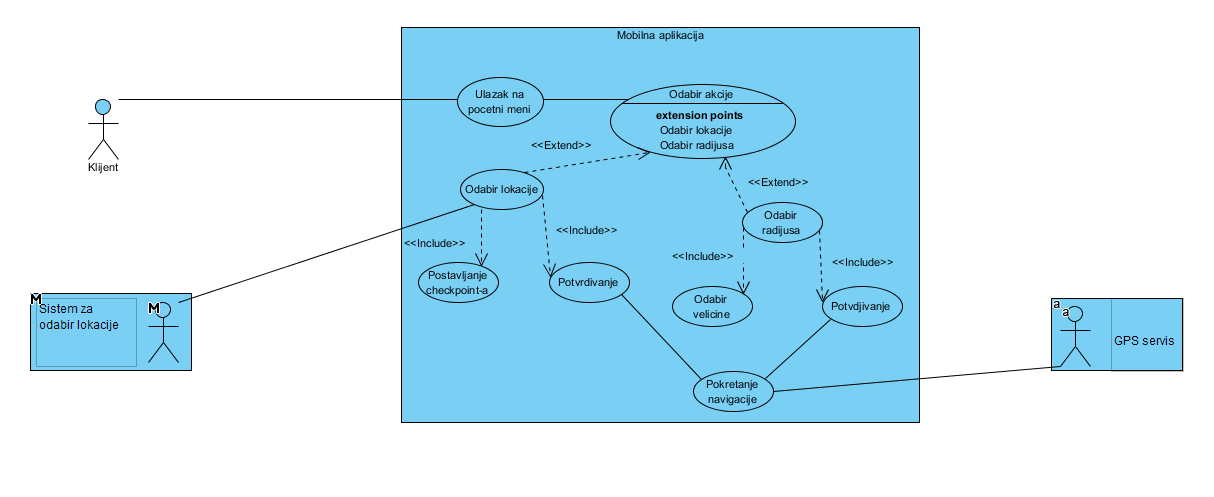 Mobilna aplikacija
Ulazak na
pocetni meni
Odabir akcije
extension points
Odabir lokacije
Odabir radijusa
<<Extend>>
Klijent
Odabir lokacije
<<Extend>>
Odabir
radijusa
<<Include>>
<<Include>>
<<Include>>
<<Include>>
Postavljanje
checkpoint-a
Potvrdivanje
Odabir
velicine
Potvdjivanje
M
Sistem za
odabir lokacije
M
a
a
GPS servis
Pokretanje
navigacije